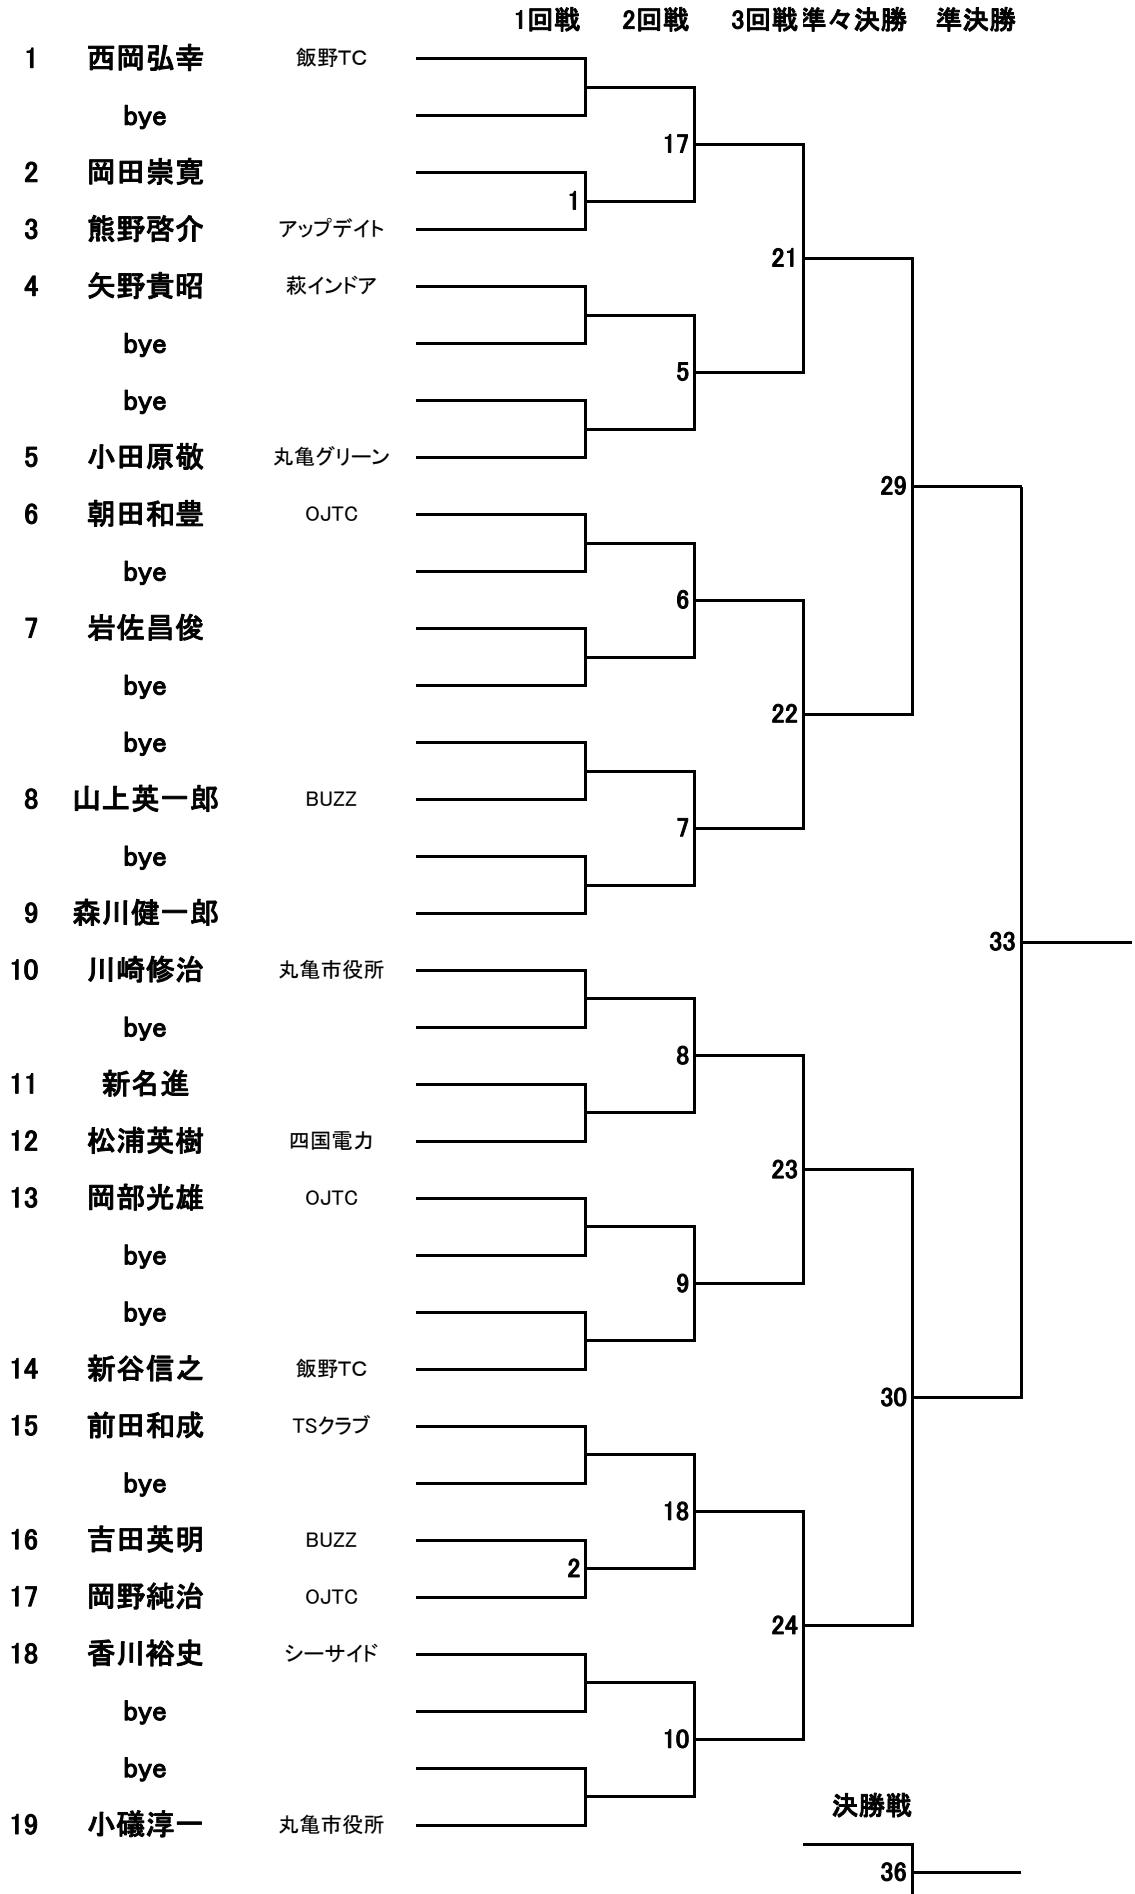 1回戦 2回戦 3回戦 準々決勝 準決勝
1 西岡弘幸 飯野TC
bye
17
2 岡田崇寛
1
3 熊野啓介 アップデイト
21
4 矢野貴昭 萩インドア
bye
5
bye
5 小田原敬 丸亀グリーン
29
6 朝田和豊 OJTC
bye
6
7 岩佐昌俊
bye
22
bye
8 山上英一郎 BUZZ
7
bye
9 森川健一郎
33
10 川崎修治 丸亀市役所
bye
8
11 新名進
12 松浦英樹 四国電力
23
13 岡部光雄 OJTC
bye
9
bye
14 新谷信之 飯野TC
30
15 前田和成 TSクラブ
bye
18
16 吉田英明 BUZZ
2
17 岡野純治 OJTC
24
18 香川裕史 シーサイド
bye
10
bye
決勝戦
19 小礒淳一 丸亀市役所
36